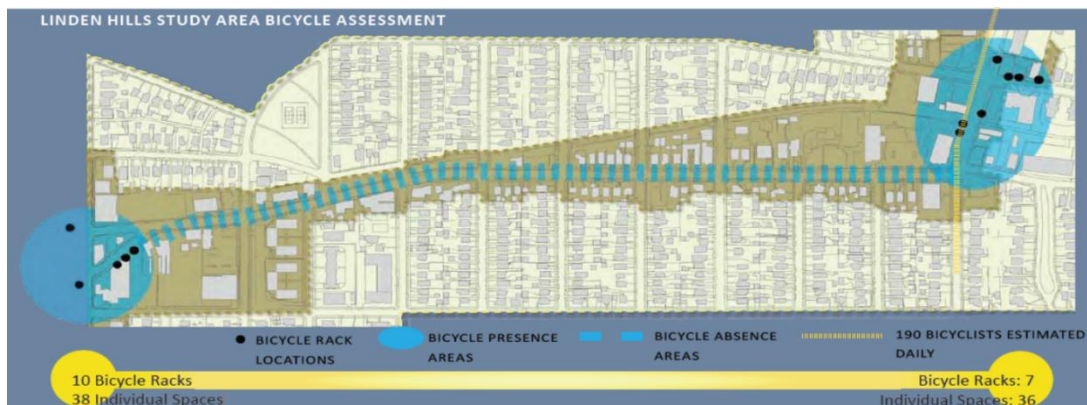 LINDEN HILLS STUDY AREA BICYCLE ASSESSMENT
BICYCLE RACK
LOCATIONS
BICYCLE PRESENCE
AREAS
BICYCLE ABSENCE
AREAS
190 BICYCLISTS ESTIMATED
DAILY
10 Bicycle Racks
38 Individual Spaces
Bicycle Racks: 7
Individual Spaces: 36